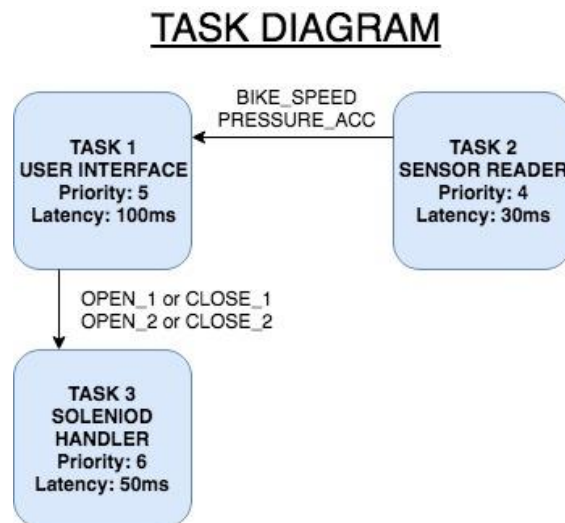 TASK DIAGRAM
BIKE_SPEED
PRESSURE_ACC
TASK 1
USER INTERFACE
Priority: 5
Latency: 100ms
TASK 2
SENSOR READER
Priority: 4
Latency: 30ms
OPEN_1 or CLOSE_1
OPEN_2 or CLOSE_2
TASK 3
SOLENIOD
HANDLER
Priority: 6
Latency: 50ms